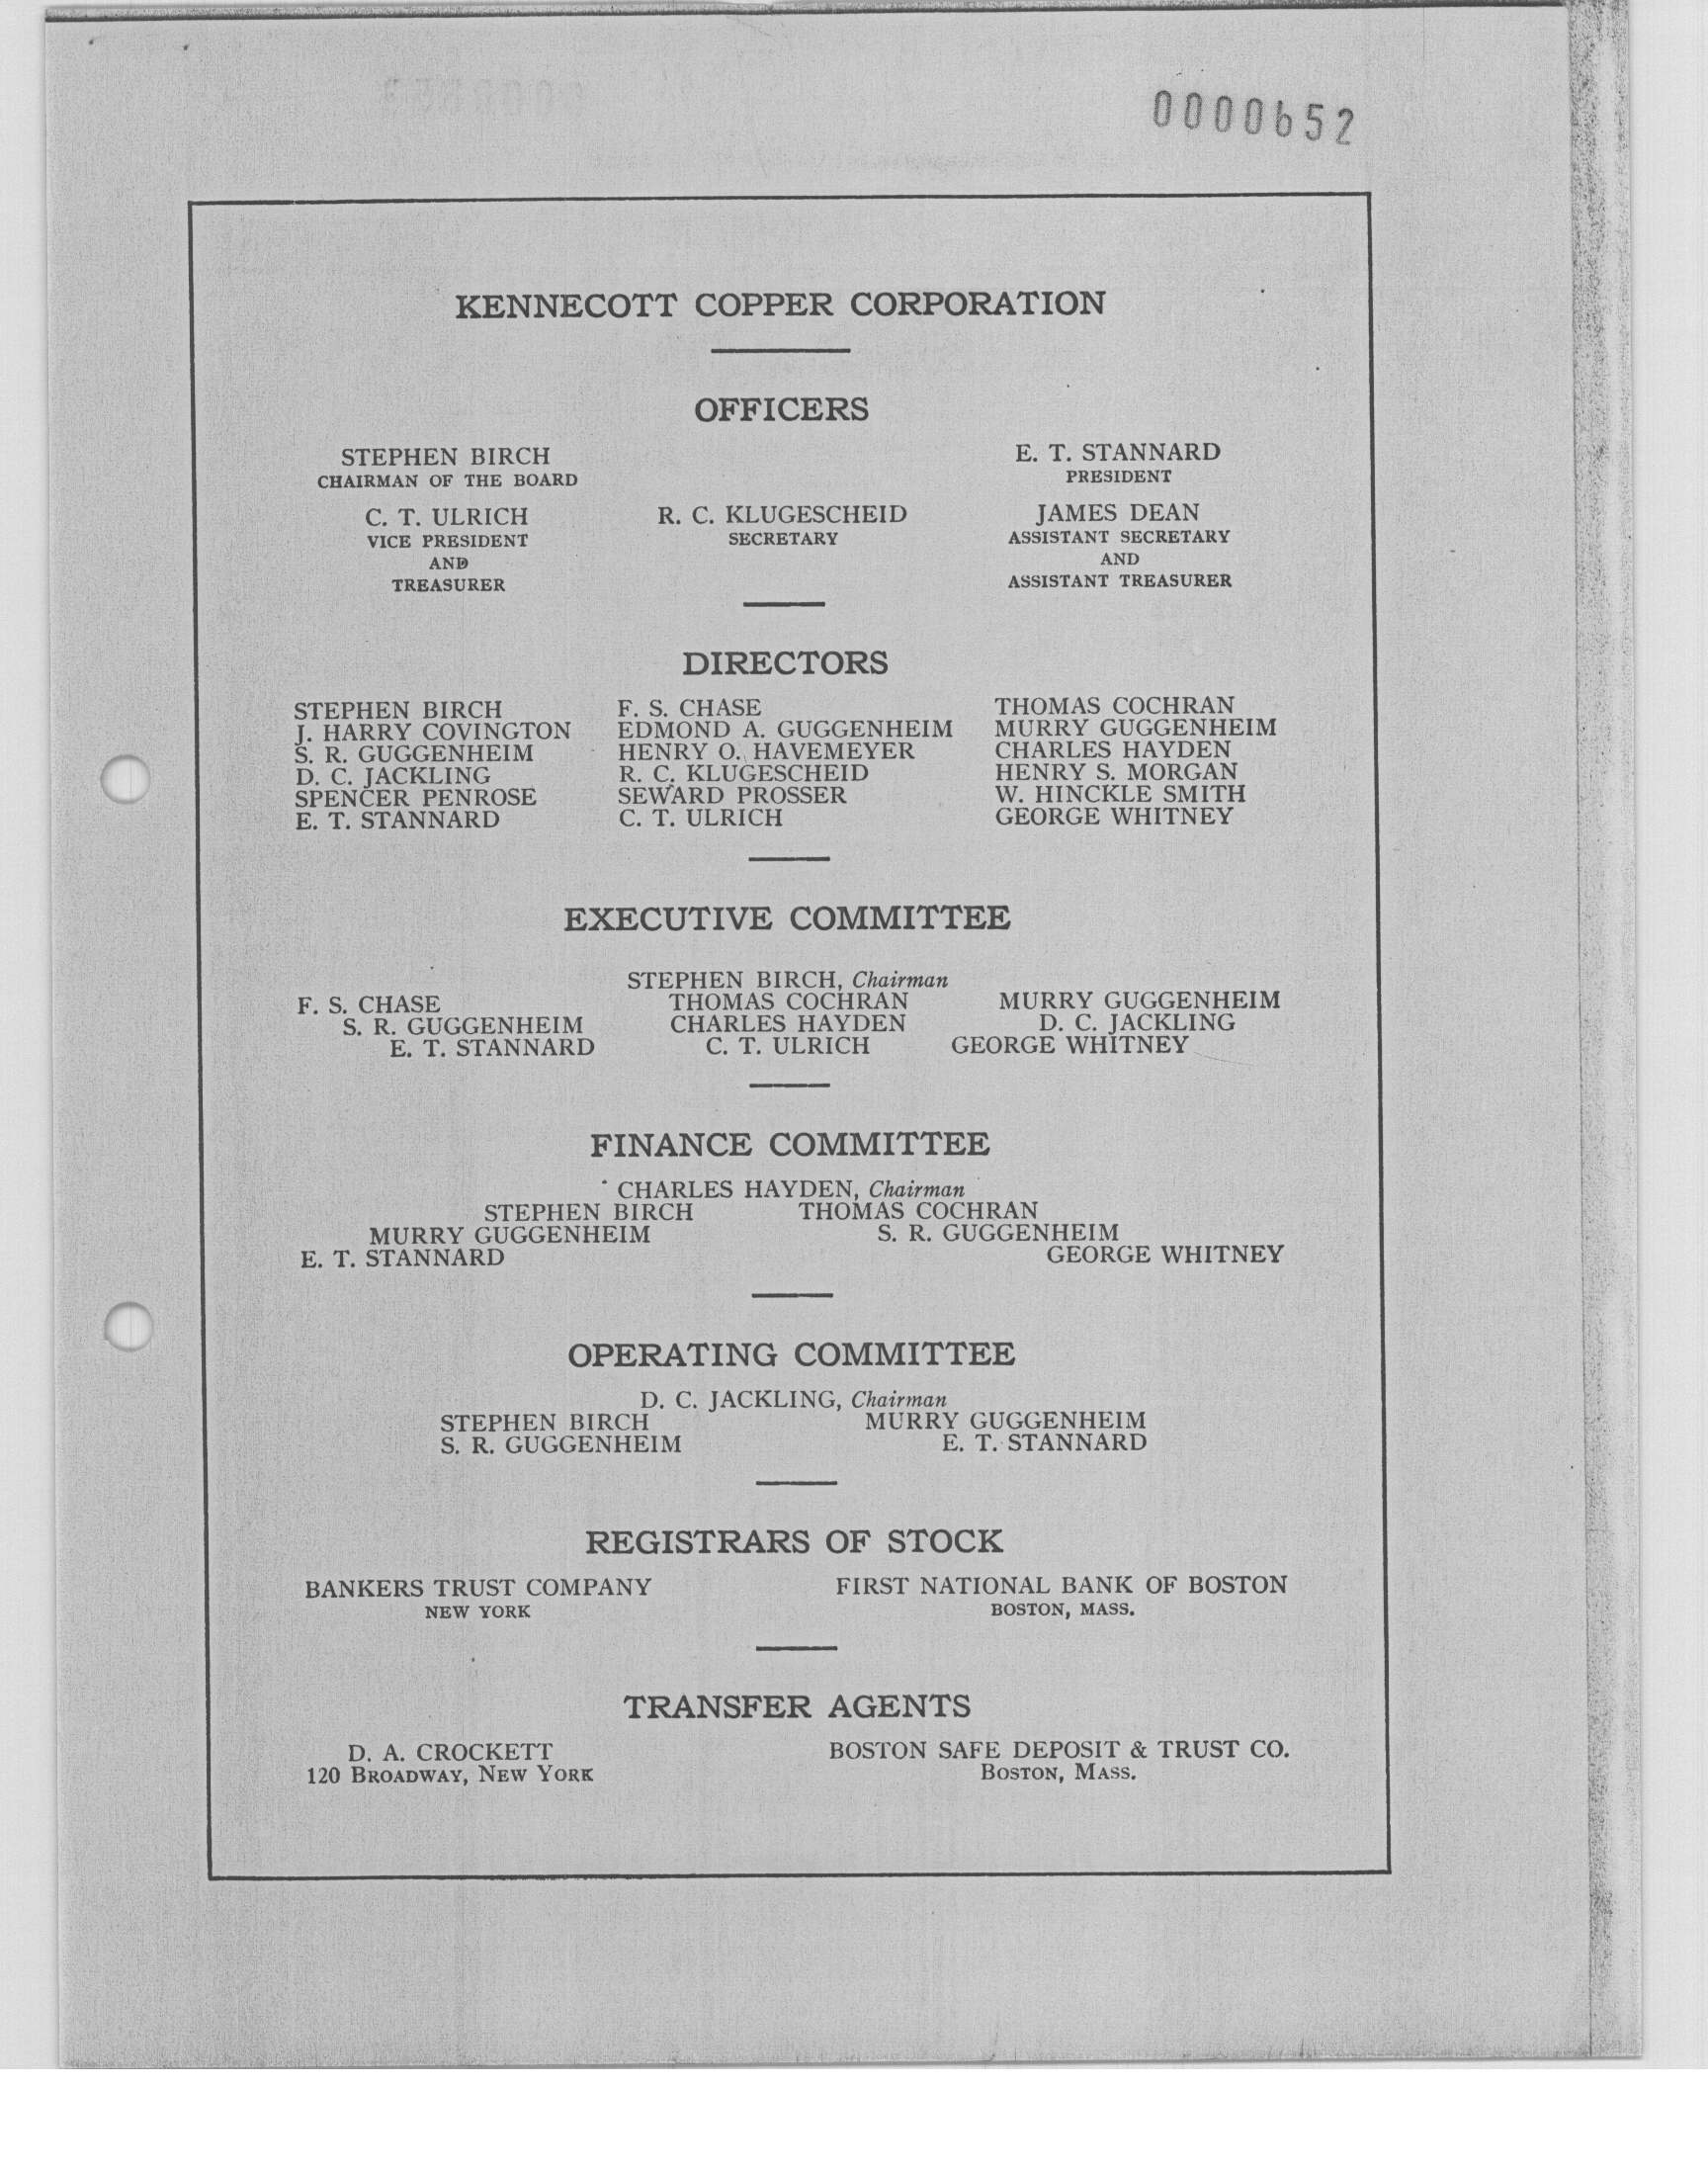 0000652
KENNECOTT COPPER CORPORATION
OFFICERS
STEPHEN BIRCH E. T. STANNARD
CHAIRMAN OF THE BOARD PRESIDENT
C. T. ULRICH R. C. KLUGESCHEID JAMES DEAN
VICE PRESIDENT SECRETARY ASSISTANT SECRETARY
AND AND
TREASURER ASSISTANT TREASURER
DIRECTORS
STEPHEN BIRCH F. S. CHASE THOMAS COCHRAN
J. HARRY COVINGTON EDMOND A. GUGGENHEIM MURRY GUGGENHEIM
S. R. GUGGENHEIM HENRY O. HAVEMEYER CHARLES HAYDEN
D. C. JACKLING R. C. KLUGESCHEID HENRY S. MORGAN
SPENCER PENROSE SEWARD PROSSER W. HINCKLE SMITH
E. T. STANNARD C. T. ULRICH GEORGE WHITNEY
EXECUTIVE COMMITTEE
STEPHEN BIRCH, Chairman
F. S. CHASE THOMAS COCHRAN MURRY GUGGENHEIM
S. R. GUGGENHEIM CHARLES HAYDEN D. C. JACKLING
E. T. STANNARD C. T. ULRICH GEORGE WHITNEY
FINANCE COMMITTEE
CHARLES HAYDEN, Chairman
STEPHEN BIRCH THOMAS COCHRAN
MURRY GUGGENHEIM S. R. GUGGENHEIM
E. T. STANNARD GEORGE WHITNEY
OPERATING COMMITTEE
D. C. JACKLING, Chairman
STEPHEN BIRCH MURRY GUGGENHEIM
S. R. GUGGENHEIM E. T. STANNARD
REGISTRARS OF STOCK
BANKERS TRUST COMPANY FIRST NATIONAL BANK OF BOSTON
NEW YORK BOSTON, MASS.
TRANSFER AGENTS
D. A. CROCKETT BOSTON SAFE DEPOSIT & TRUST CO.
120 BROADWAY, NEW YORK BOSTON, MASS.